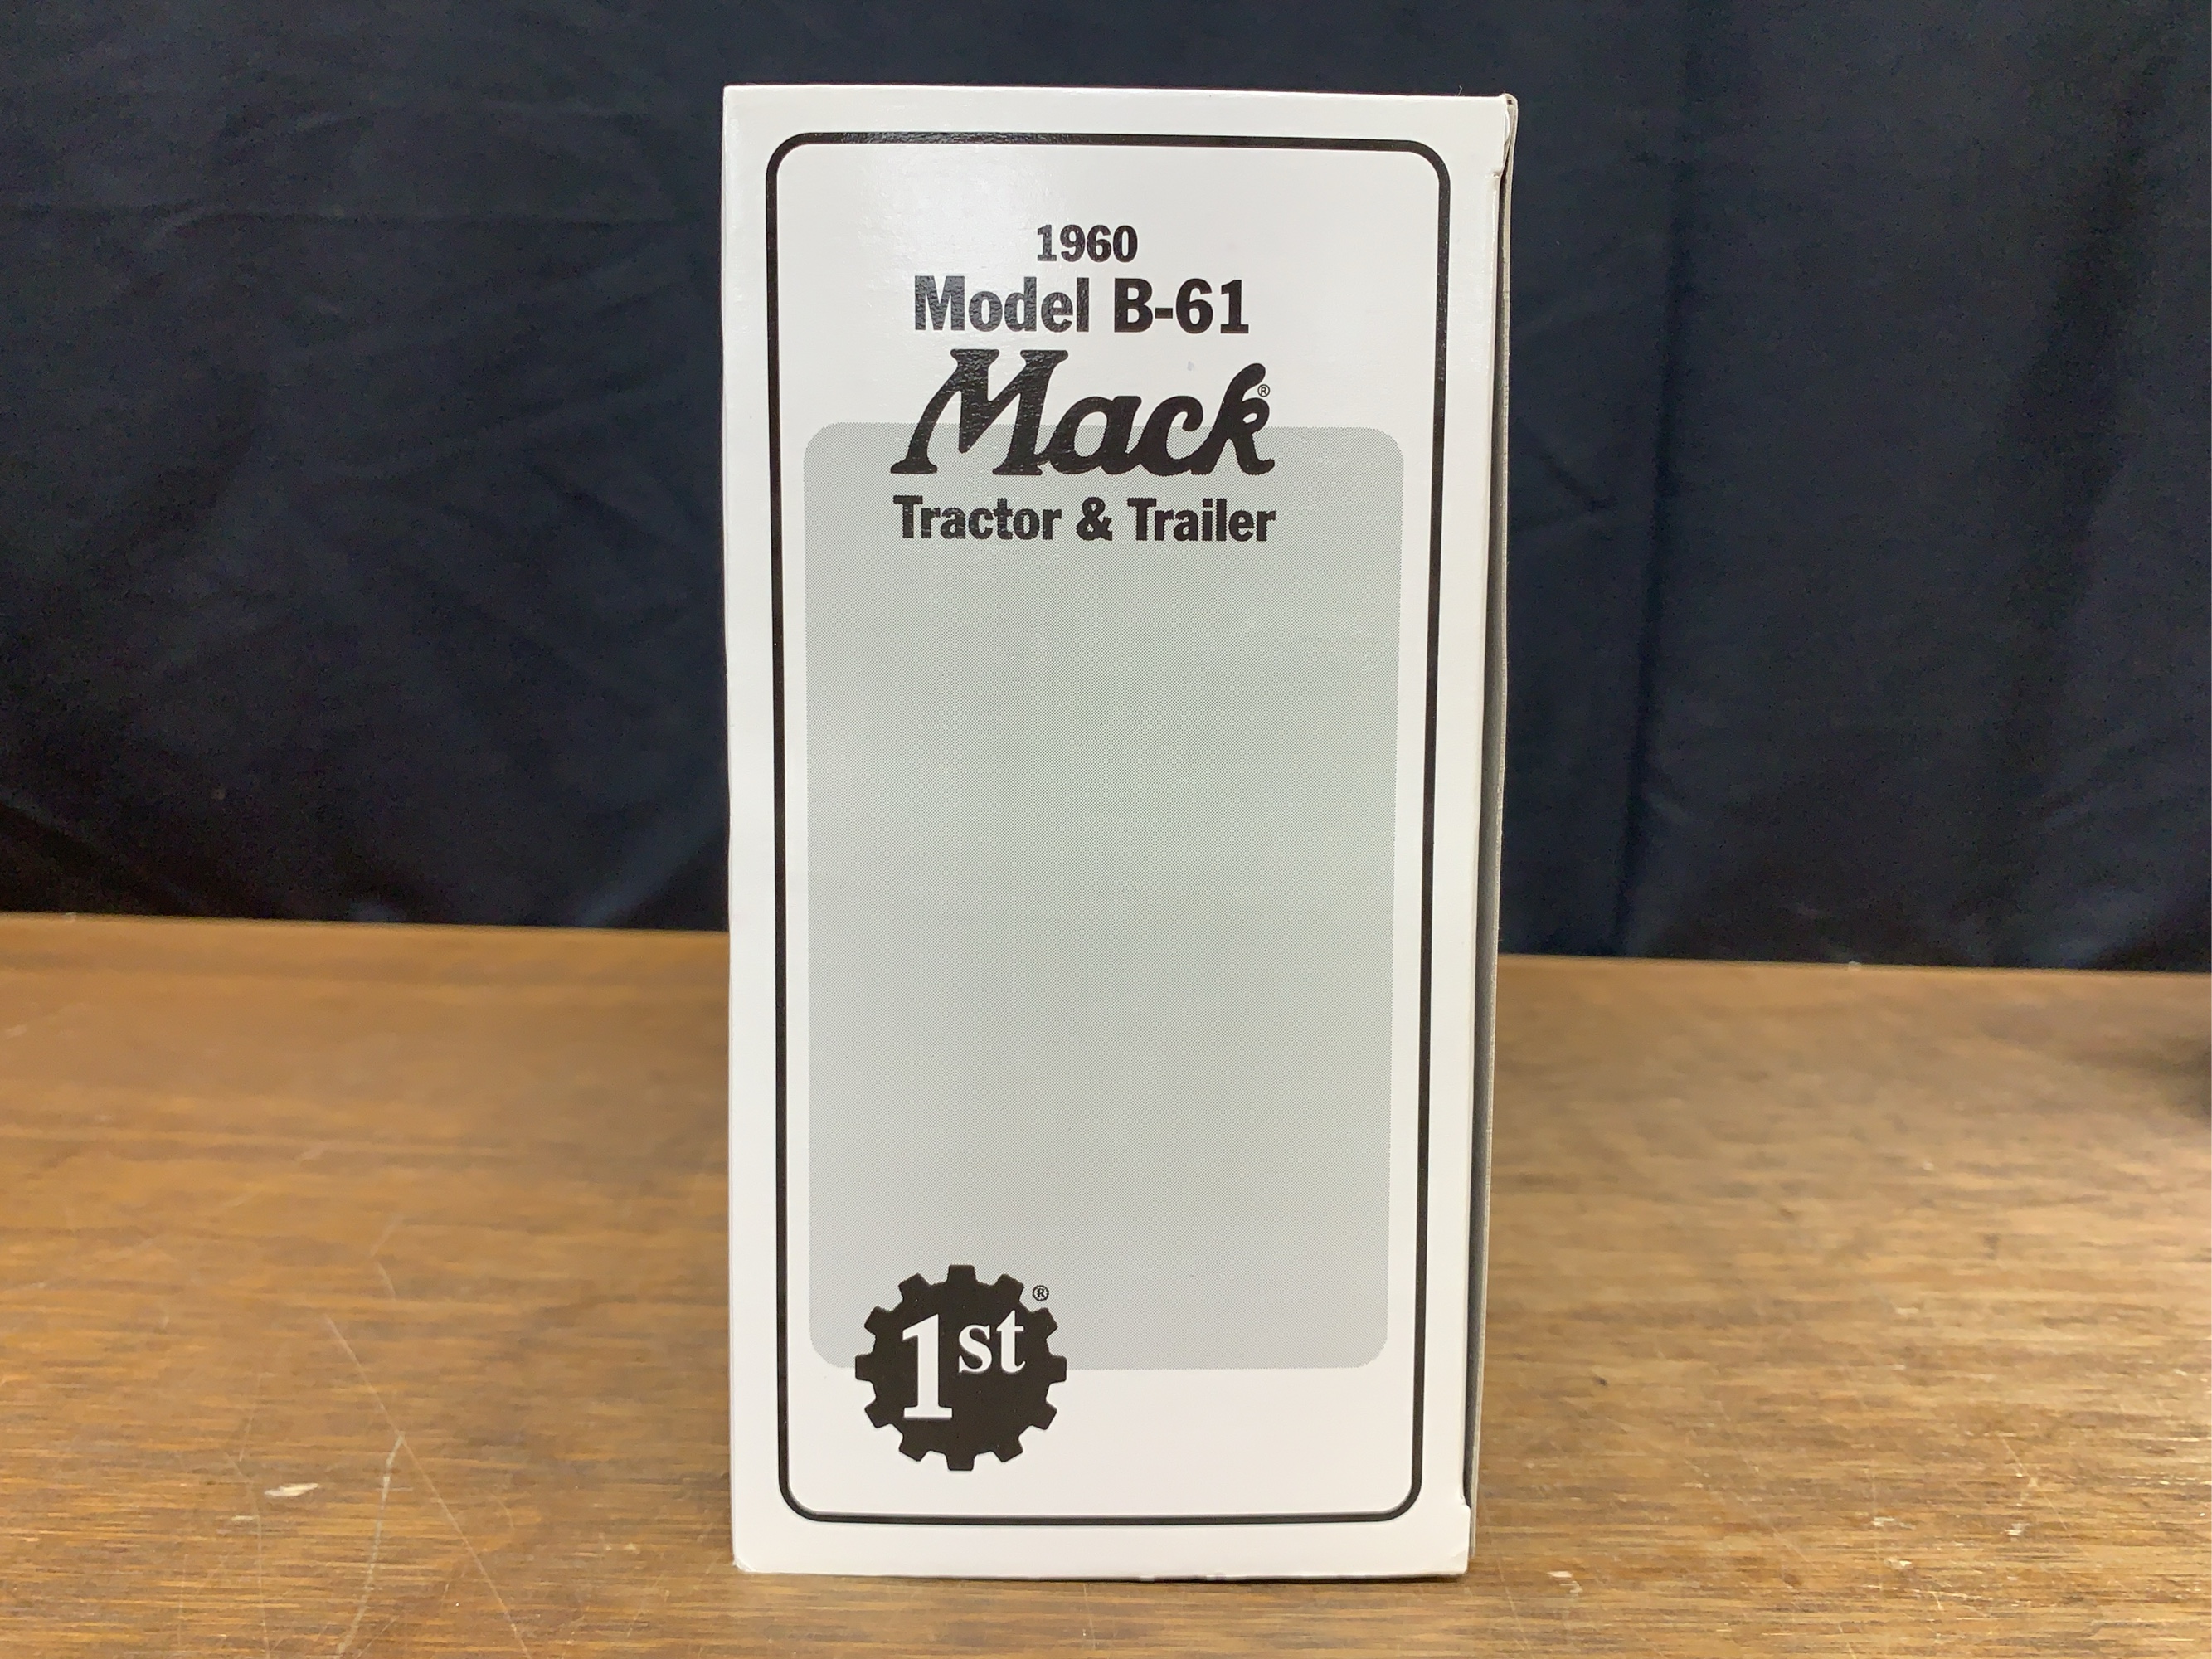 1960
Model B-61
Mack®
Tractor & Trailer
1st®